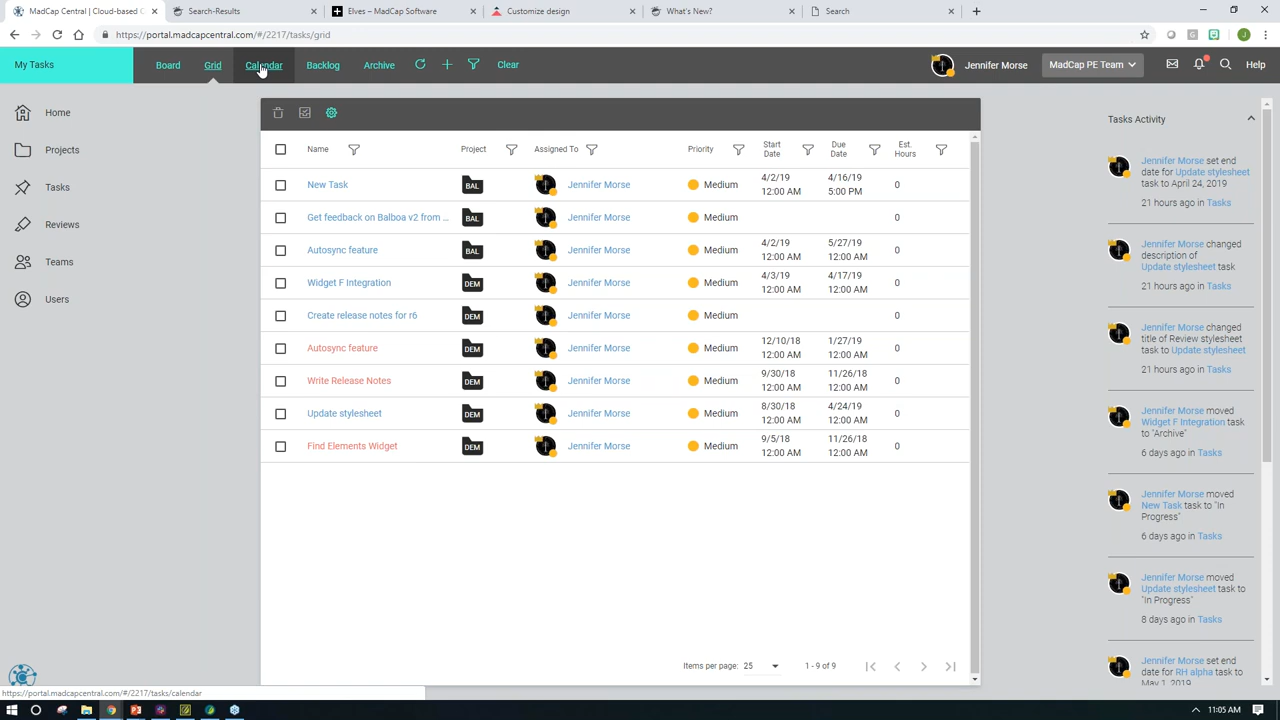 MadCap Central | Cloud-based C
Search-Results
Elves – MadCap Software
Customize design
What's New?
Search
https://portal.madcapcentral.com/#/2217/tasks/grid
My Tasks
Board
Grid
Calendar
Backlog
Archive
Clear
Jennifer Morse
MadCap PE Team
Help
Home
Projects
Tasks
Reviews
Teams
Users
Name
Project
Assigned To
Priority
Start
Date
Due
Date
Est.
Hours
New Task
BAL
Jennifer Morse
Medium
4/2/19
12:00 AM
4/16/19
5:00 PM
0
Get feedback on Balboa v2 from ...
BAL
Jennifer Morse
Medium
0
Autosync feature
BAL
Jennifer Morse
Medium
4/2/19
12:00 AM
5/27/19
12:00 AM
0
Widget F Integration
DEM
Jennifer Morse
Medium
4/3/19
12:00 AM
4/17/19
12:00 AM
0
Create release notes for r6
DEM
Jennifer Morse
Medium
0
Autosync feature
DEM
Jennifer Morse
Medium
12/10/18
12:00 AM
1/27/19
12:00 AM
0
Write Release Notes
DEM
Jennifer Morse
Medium
9/30/18
12:00 AM
11/26/18
12:00 AM
0
Update stylesheet
DEM
Jennifer Morse
Medium
8/30/18
12:00 AM
4/24/19
12:00 AM
0
Find Elements Widget
DEM
Jennifer Morse
Medium
9/5/18
12:00 AM
11/26/18
12:00 AM
0
Items per page: 25
1 - 9 of 9
Tasks Activity
Jennifer Morse set end
date for Update stylesheet
task to April 24, 2019
21 hours ago in Tasks
Jennifer Morse changed
description of
Update stylesheet task
21 hours ago in Tasks
Jennifer Morse changed
title of Review stylesheet
task to Update stylesheet
21 hours ago in Tasks
Jennifer Morse moved
Widget F Integration task
to "Archive"
6 days ago in Tasks
Jennifer Morse moved
New Task task to "In
Progress"
6 days ago in Tasks
Jennifer Morse moved
Update stylesheet task to
"In Progress"
8 days ago in Tasks
Jennifer Morse set end
date for RH alpha task to
May 1, 2019
https://portal.madcapcentral.com/#/2217/tasks/calendar
11:05 AM